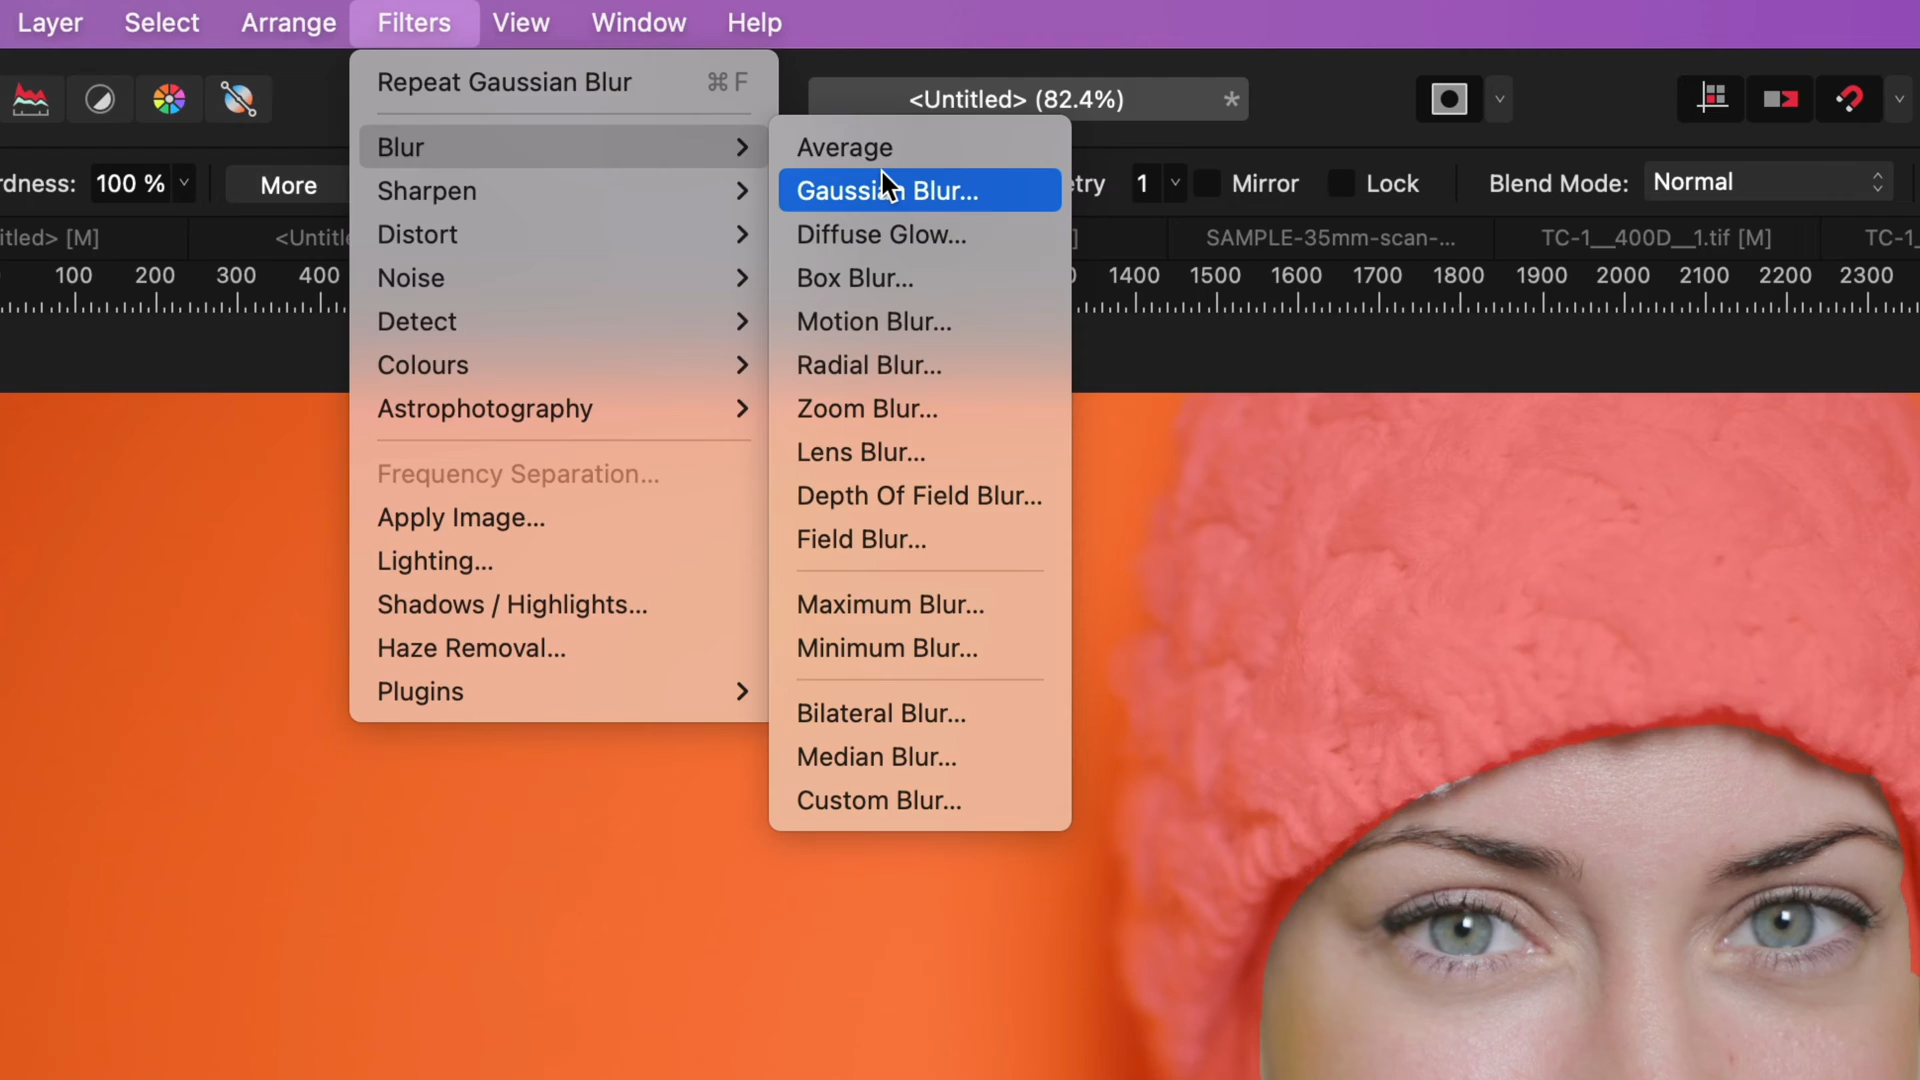 Layer Select Arrange Filters View Window Help
Repeat Gaussian Blur ⌘ F
<Untitled> (82.4%) *
Blur
Sharpen
Distort
Noise
Detect
Colours
Astrophotography
Frequency Separation...
Apply Image...
Lighting...
Shadows / Highlights...
Haze Removal...
Plugins
Average
Gaussian Blur...
Diffuse Glow...
Box Blur...
Motion Blur...
Radial Blur...
Zoom Blur...
Lens Blur...
Depth Of Field Blur...
Field Blur...
Maximum Blur...
Minimum Blur...
Bilateral Blur...
Median Blur...
Custom Blur...
rdness: 100 % More etry 1 Mirror Lock Blend Mode: Normal
itled> [M] <Untitle ] SAMPLE-35mm-scan-... TC-1__400D__1.tif [M] TC-1_
100 200 300 400 1400 1500 1600 1700 1800 1900 2000 2100 2200 2300